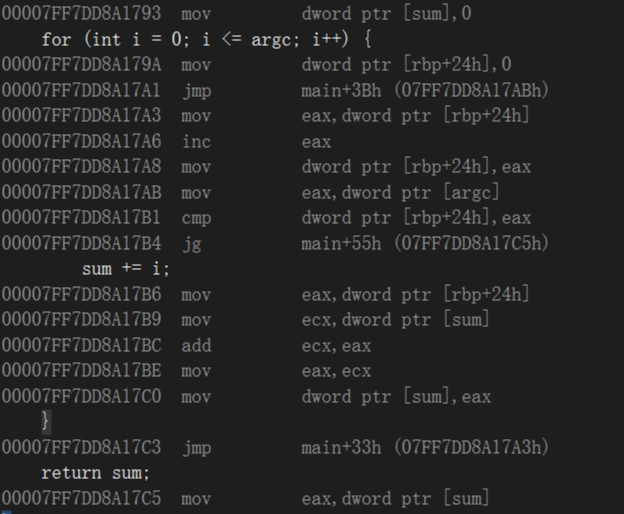 00007FF7DD8A1793 mov dword ptr [sum],0
for (int i = 0; i <= argc; i++) {
00007FF7DD8A179A mov dword ptr [rbp+24h],0
00007FF7DD8A17A1 jmp main+3Bh (07FF7DD8A17ABh)
00007FF7DD8A17A3 mov eax,dword ptr [rbp+24h]
00007FF7DD8A17A6 inc eax
00007FF7DD8A17A8 mov dword ptr [rbp+24h],eax
00007FF7DD8A17AB mov eax,dword ptr [argc]
00007FF7DD8A17B1 cmp dword ptr [rbp+24h],eax
00007FF7DD8A17B4 jg main+55h (07FF7DD8A17C5h)
sum += i;
00007FF7DD8A17B6 mov eax,dword ptr [rbp+24h]
00007FF7DD8A17B9 mov ecx,dword ptr [sum]
00007FF7DD8A17BC add ecx,eax
00007FF7DD8A17BE mov eax,ecx
00007FF7DD8A17C0 mov dword ptr [sum],eax
}
00007FF7DD8A17C3 jmp main+33h (07FF7DD8A17A3h)
return sum;
00007FF7DD8A17C5 mov eax,dword ptr [sum]